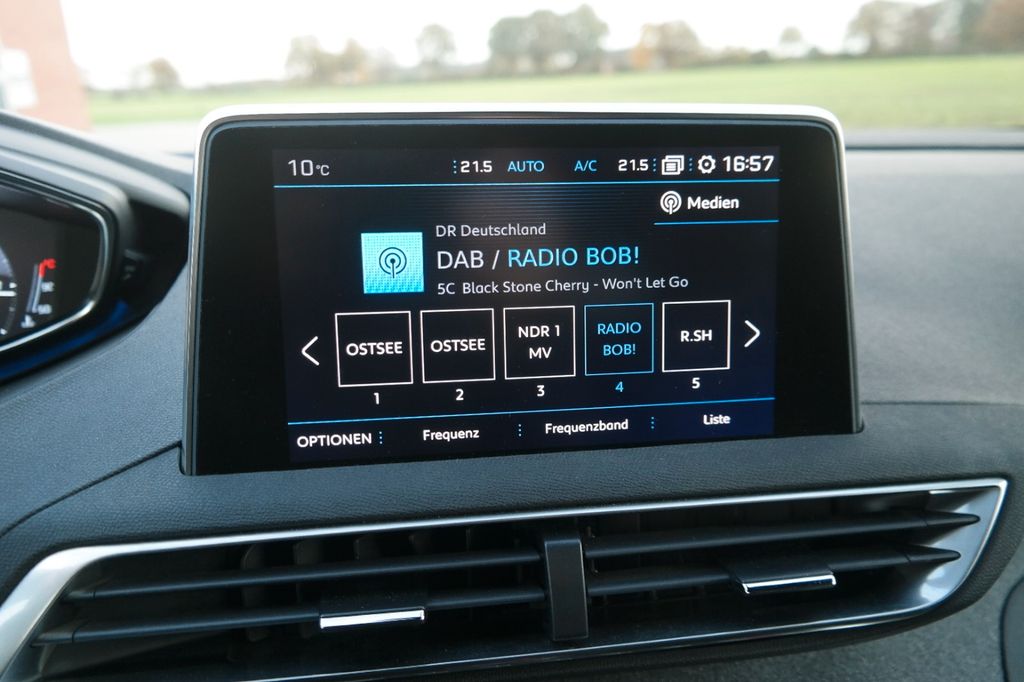 10°C 21.5 AUTO A/C 21.5 16:57
Medien
DR Deutschland
DAB / RADIO BOB!
5C Black Stone Cherry - Won't Let Go
OSTSEE
1
OSTSEE
2
NDR 1
MV
3
RADIO
BOB!
4
R.SH
5
OPTIONEN Frequenz Frequenzband Liste